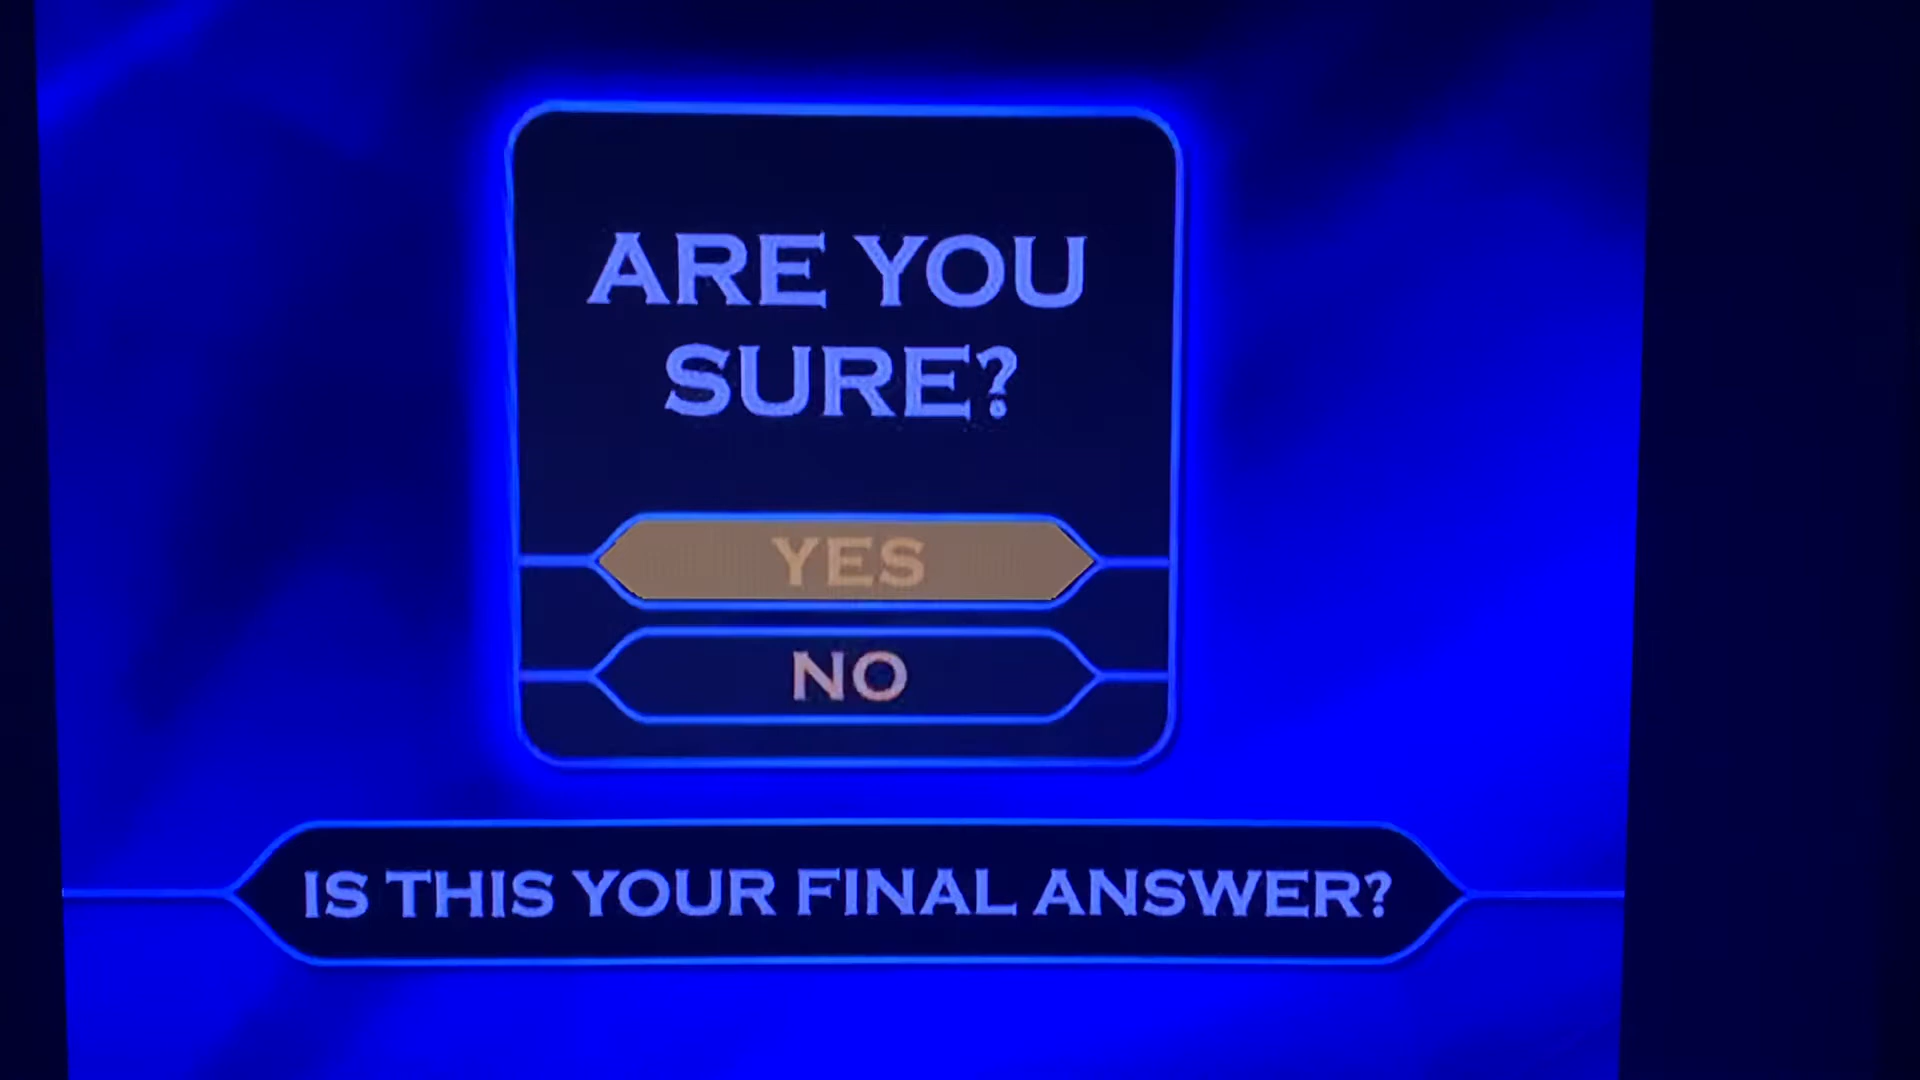 ARE YOU
SURE?
YES
NO
IS THIS YOUR FINAL ANSWER?